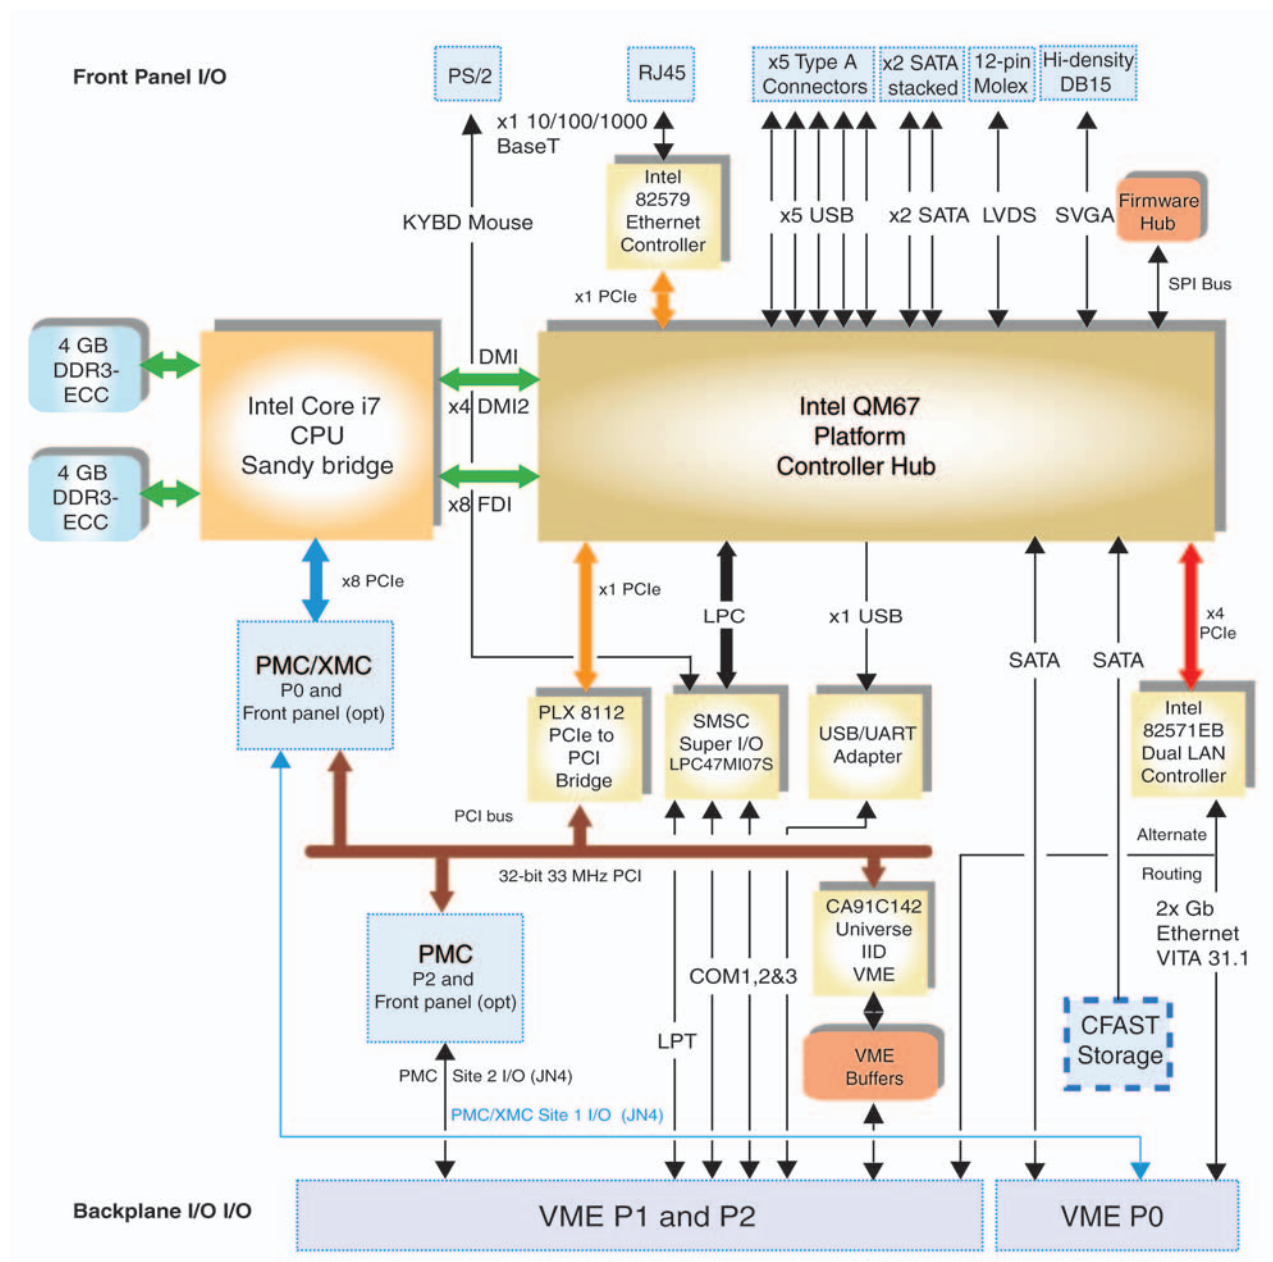 Front Panel I/O
PS/2
RJ45
x5 Type A
Connectors
x2 SATA
stacked
12-pin
Molex
Hi-density
DB15
x1 10/100/1000
BaseT
Intel
82579
Ethernet
Controller
KYBD Mouse
x5 USB
x2 SATA
LVDS
SVGA
Firmware
Hub
x1 PCIe
SPI Bus
4 GB
DDR3-
ECC
4 GB
DDR3-
ECC
Intel Core i7
CPU
Sandy bridge
DMI
x4 DMI2
x8 FDI
Intel QM67
Platform
Controller Hub
x8 PCIe
x1 PCIe
LPC
x1 USB
SATA
SATA
x4
PCIe
PMC/XMC
P0 and
Front panel (opt)
PLX 8112
PCIe to
PCI
Bridge
SMSC
Super I/O
LPC47MI07S
USB/UART
Adapter
Intel
82571EB
Dual LAN
Controller
PCI bus
32-bit 33 MHz PCI
Alternate
Routing
2x Gb
Ethernet
VITA 31.1
PMC
P2 and
Front panel (opt)
CA91C142
Universe
IID
VME
COM1,2&3
LPT
VME
Buffers
CFAST
Storage
PMC Site 2 I/O (JN4)
PMC/XMC Site 1 I/O (JN4)
Backplane I/O I/O
VME P1 and P2
VME P0